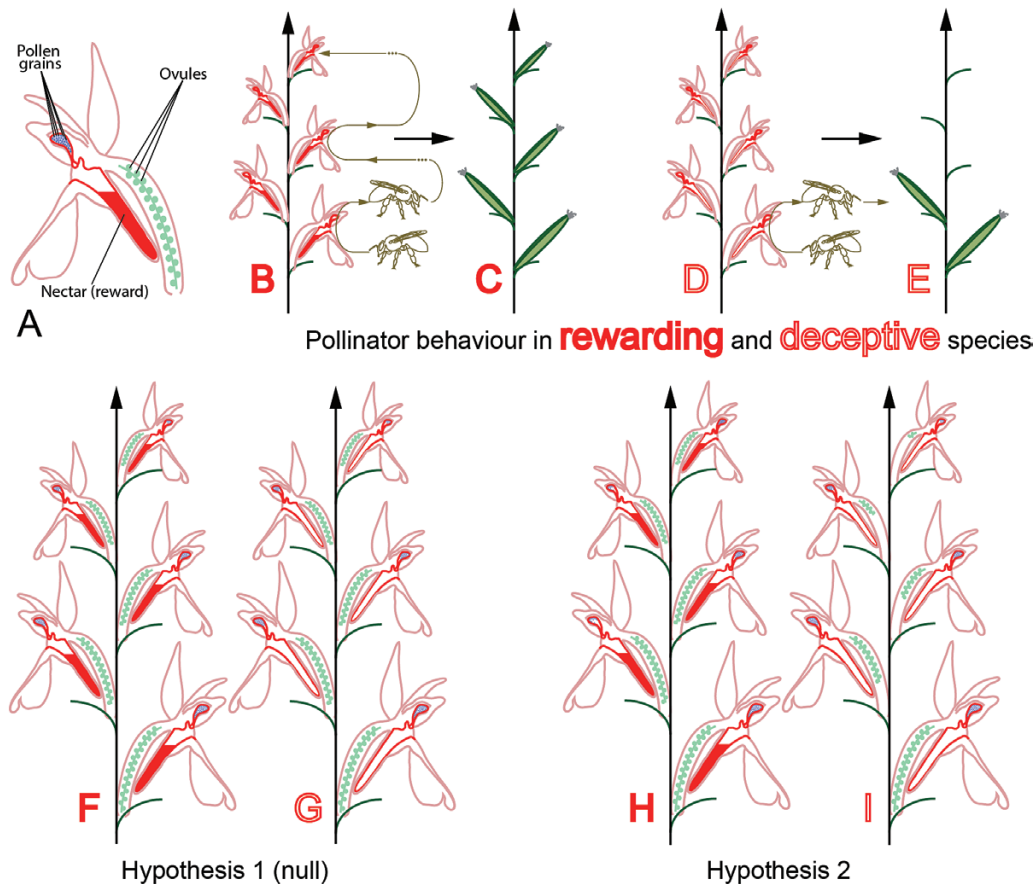 Pollen
grains
Ovules
Nectar (reward)
A
B
C
D
E
Pollinator behaviour in rewarding and deceptive species
F
G
H
I
Hypothesis 1 (null)
Hypothesis 2